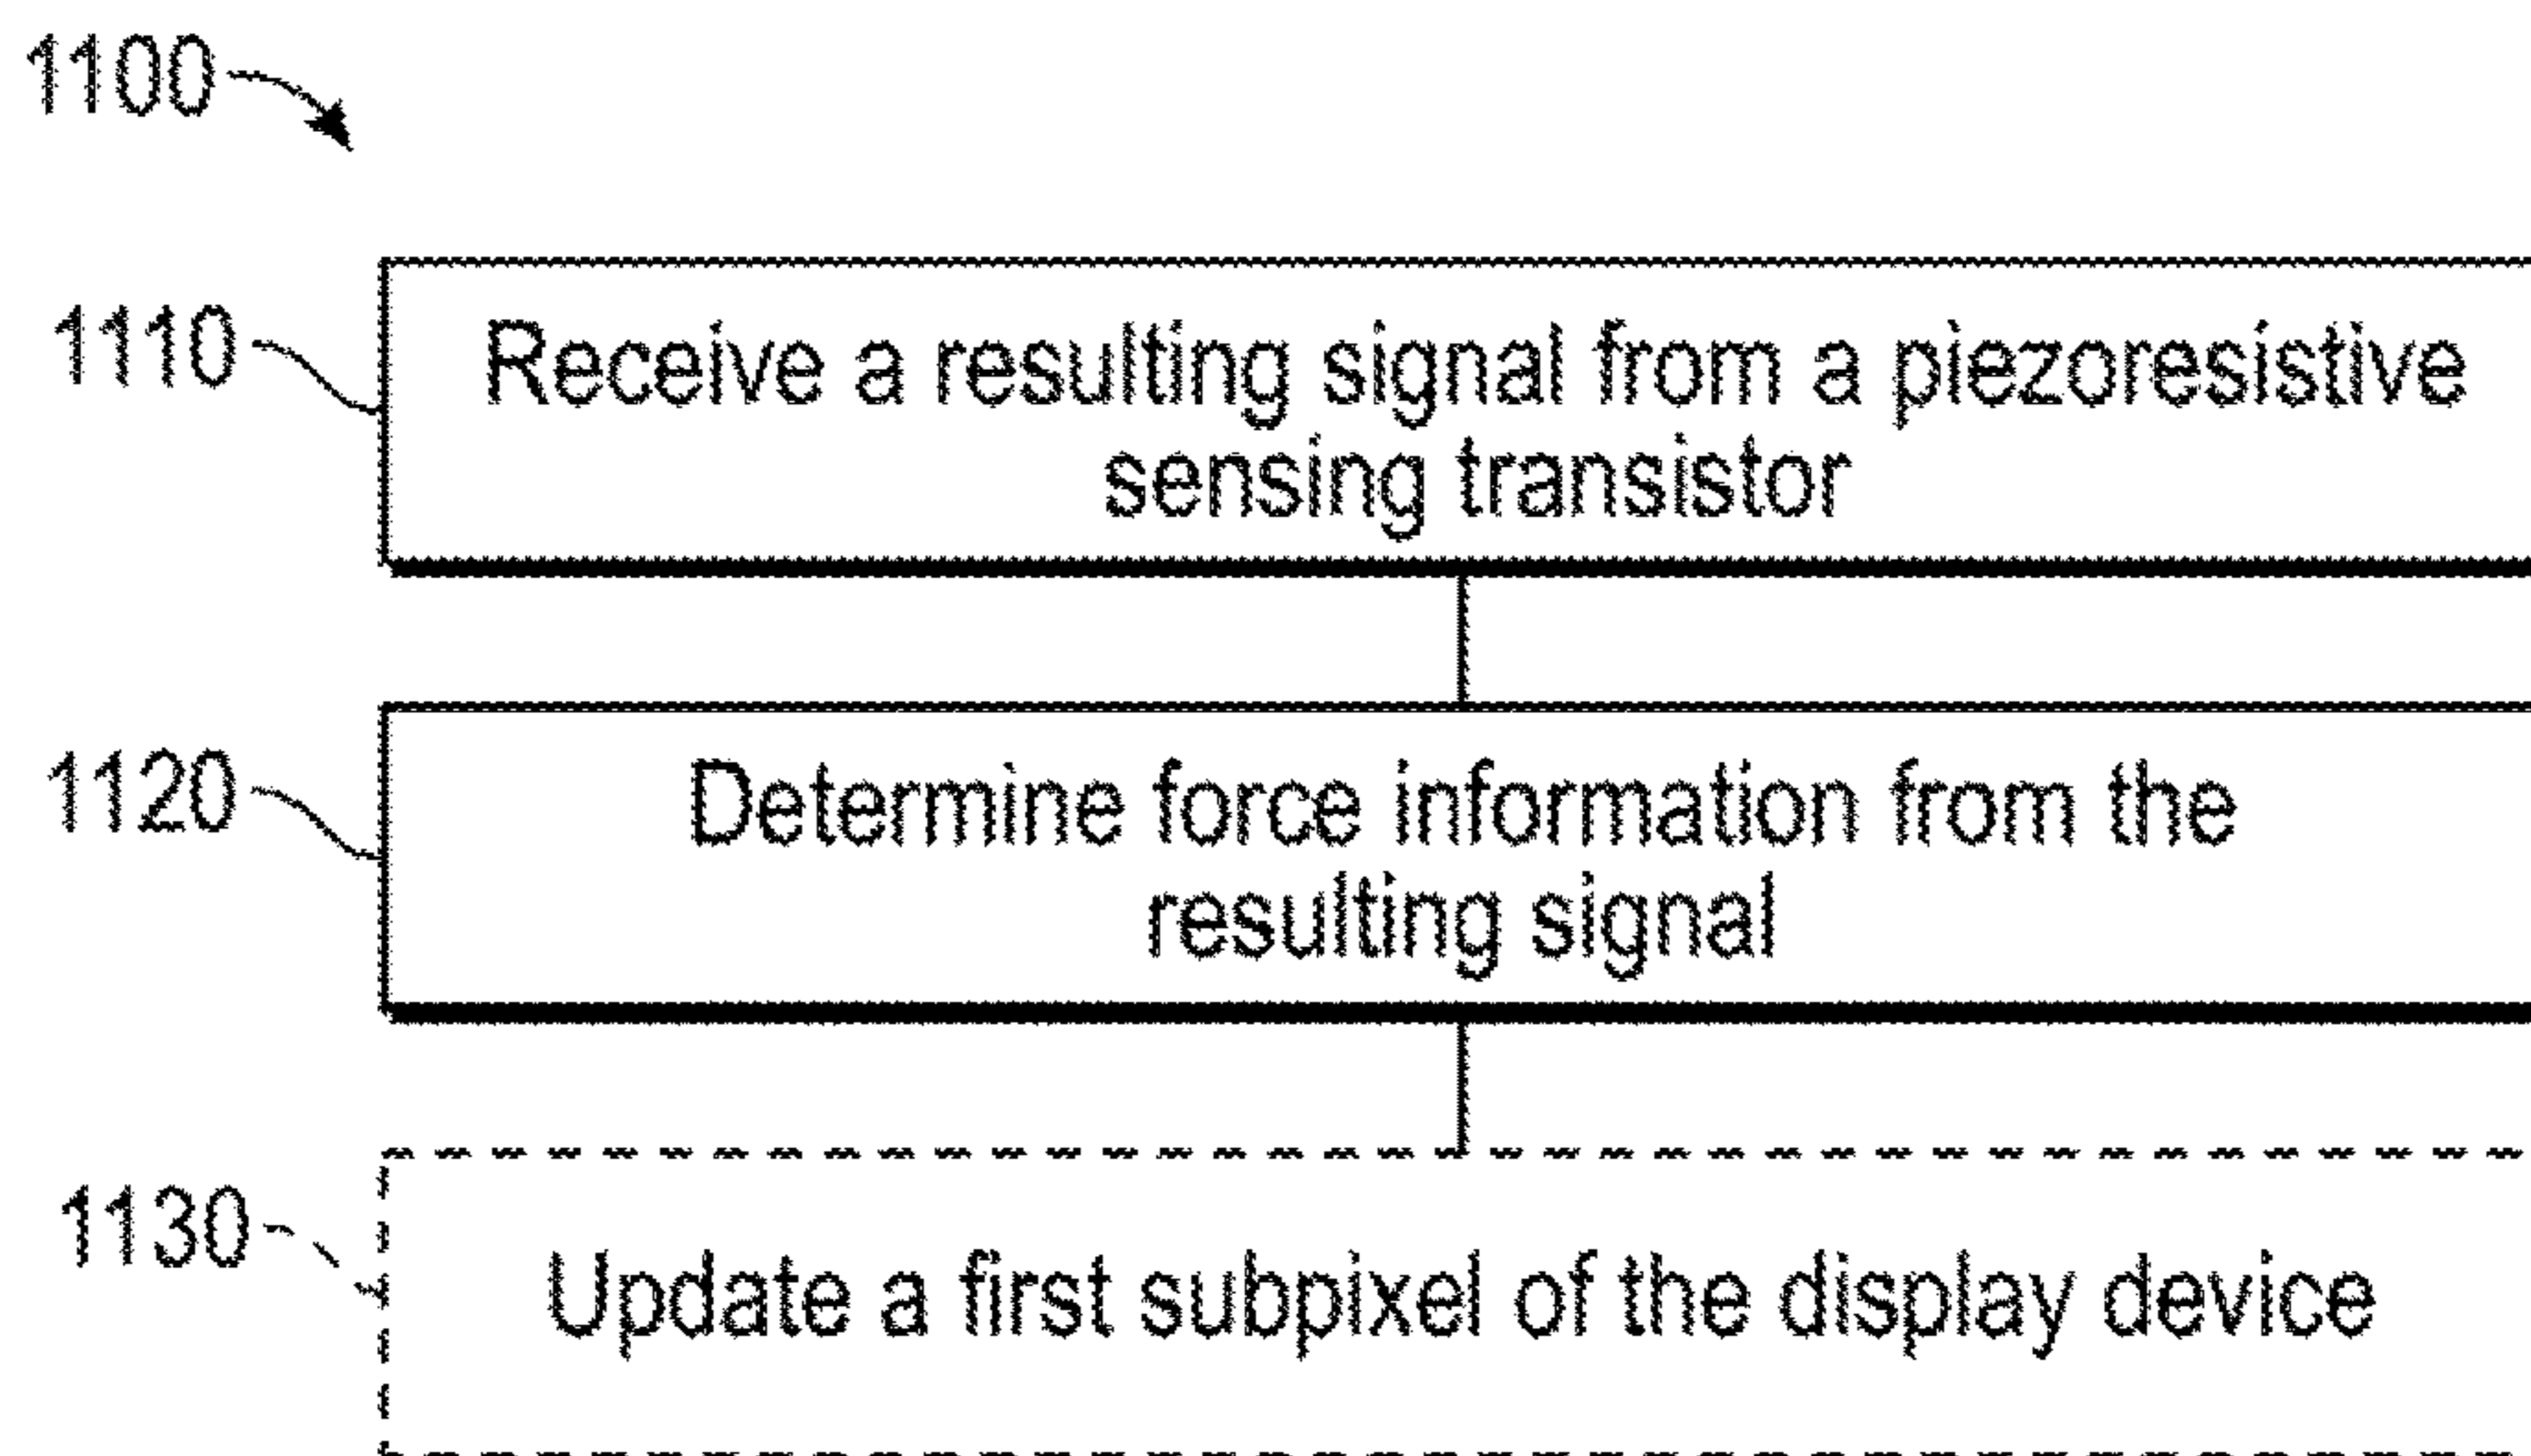 1100
1110
Receive a resulting signal from a piezoresistive
sensing transistor
1120
Determine force information from the
resulting signal
1130
Update a first subpixel of the display device